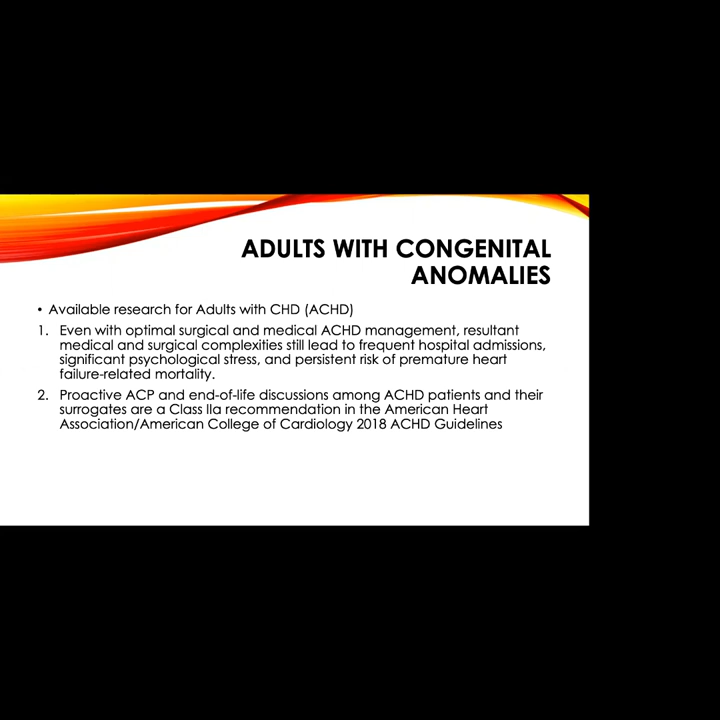 ADULTS WITH CONGENITAL
ANOMALIES
• Available research for Adults with CHD (ACHD)
1. Even with optimal surgical and medical ACHD management, resultant
medical and surgical complexities still lead to frequent hospital admissions,
significant psychological stress, and persistent risk of premature heart
failure-related mortality.
2. Proactive ACP and end-of-life discussions among ACHD patients and their
surrogates are a Class IIa recommendation in the American Heart
Association/American College of Cardiology 2018 ACHD Guidelines